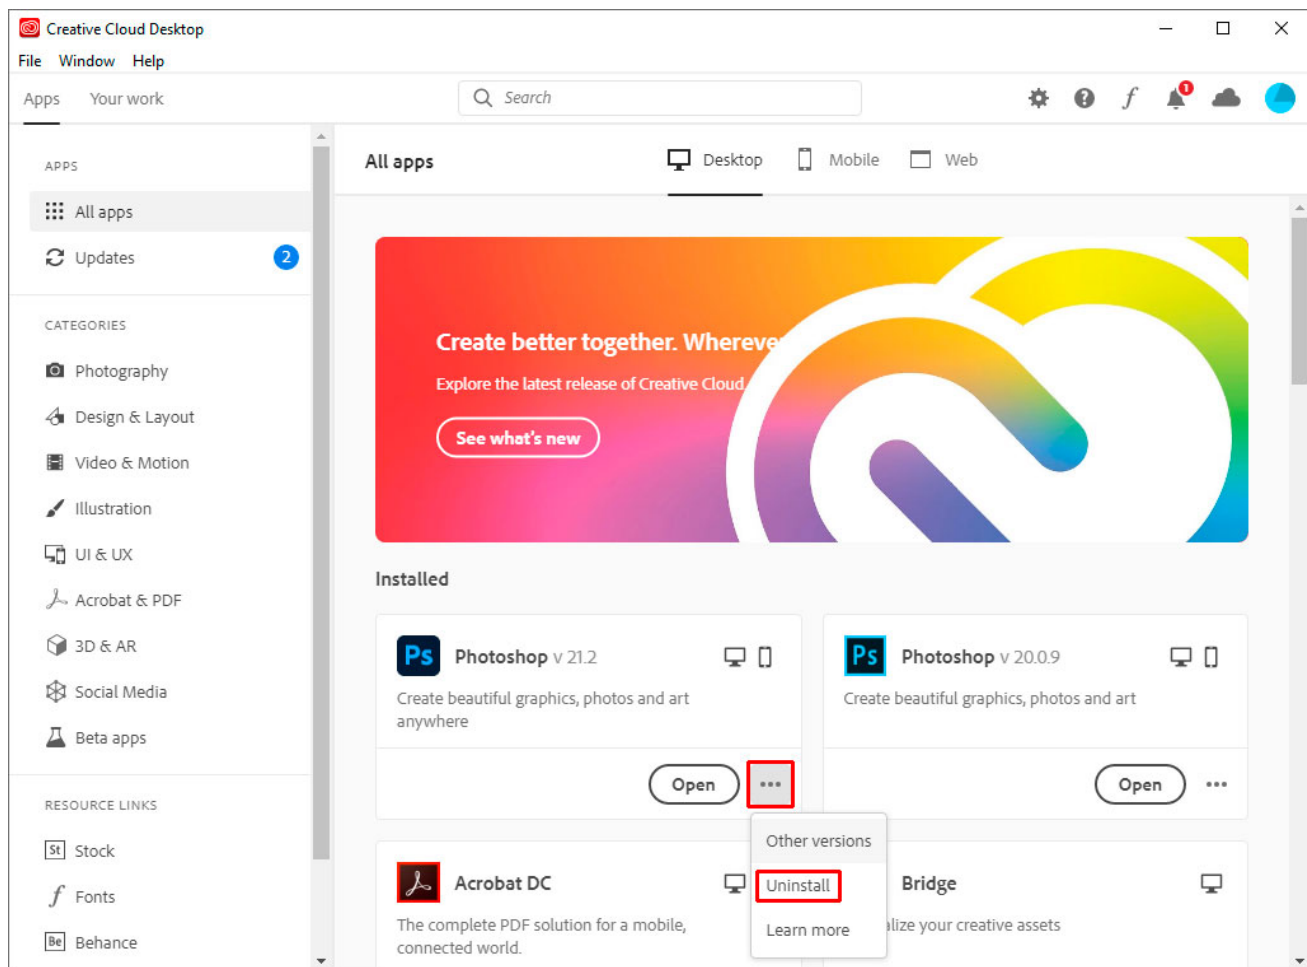 Creative Cloud Desktop
File Window Help
Apps Your work
Search
1
APPS
All apps
Updates 2
CATEGORIES
Photography
Design & Layout
Video & Motion
Illustration
UI & UX
Acrobat & PDF
3D & AR
Social Media
Beta apps
RESOURCE LINKS
St Stock
Fonts
Be Behance
All apps
Desktop Mobile Web
Create better together. Wherever
Explore the latest release of Creative Cloud.
See what's new
Installed
Ps Photoshop v 21.2
Create beautiful graphics, photos and art
anywhere
Open
Ps Photoshop v 20.0.9
Create beautiful graphics, photos and art
Open
Other versions
Uninstall
Learn more
Acrobat DC
The complete PDF solution for a mobile,
connected world.
Bridge
your creative assets